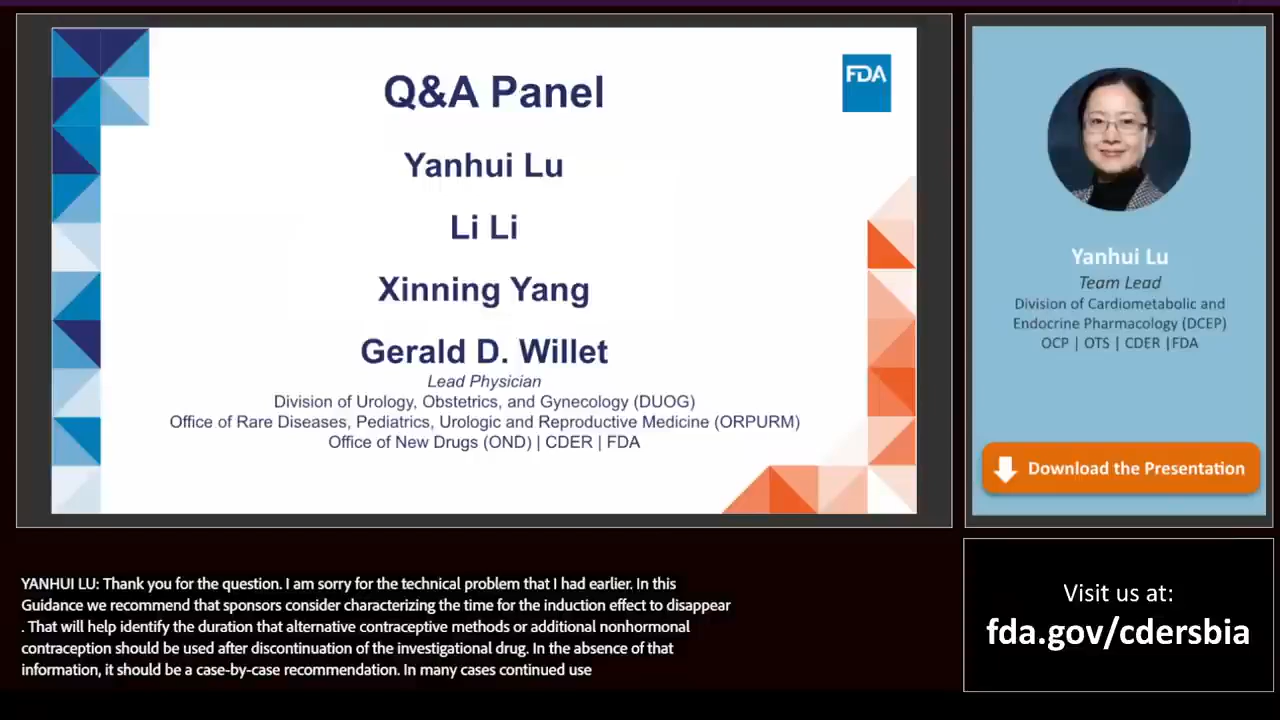 Q&A Panel
FDA
Yanhui Lu
Li Li
Xinning Yang
Gerald D. Willet
Lead Physician
Division of Urology, Obstetrics, and Gynecology (DUOG)
Office of Rare Diseases, Pediatrics, Urologic and Reproductive Medicine (ORPURM)
Office of New Drugs (OND) | CDER | FDA
Yanhui Lu
Team Lead
Division of Cardiometabolic and
Endocrine Pharmacology (DCEP)
OCP | OTS | CDER |FDA
Download the Presentation
YANHUI LU: Thank you for the question. I am sorry for the technical problem that I had earlier. In this
Guidance we recommend that sponsors consider characterizing the time for the induction effect to disappear
. That will help identify the duration that alternative contraceptive methods or additional nonhormonal
contraception should be used after discontinuation of the investigational drug. In the absence of that
information, it should be a case-by-case recommendation. In many cases continued use
Visit us at:
fda.gov/cdersbia